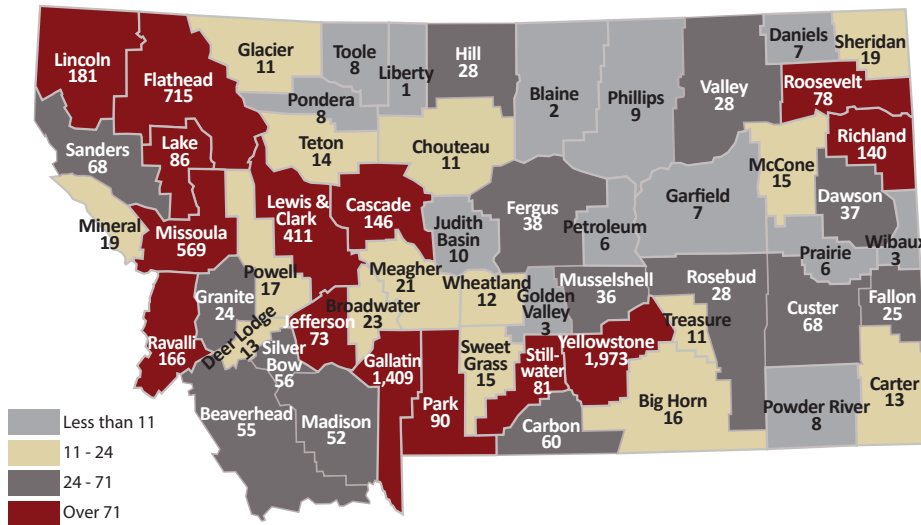 Lincoln
181
Flathead
715
Glacier
11
Toole
8
Liberty
1
Hill
28
Blaine
2
Phillips
9
Valley
28
Daniels
7
Sheridan
19
Roosevelt
78
Richland
140
Sanders
68
Lake
86
Pondera
8
Teton
14
Chouteau
11
McCone
15
Dawson
37
Garfield
7
Mineral
19
Missoula
569
Lewis &
Clark
411
Cascade
146
Judith
Basin
10
Fergus
38
Petroleum
6
Prairie
6
Wibaux
3
Powell
17
Granite
24
Meagher
21
Broadwater
23
Wheatland
12
Golden
Valley
3
Musselshell
36
Rosebud
28
Treasure
11
Custer
68
Fallon
25
Ravalli
166
Deer Lodge
13
Silver
Bow
56
Jefferson
73
Gallatin
1,409
Park
90
Sweet
Grass
15
Still-
water
81
Yellowstone
1,973
Big Horn
16
Powder River
8
Carter
13
Beaverhead
55
Madison
52
Carbon
60
Less than 11
11 - 24
24 - 71
Over 71